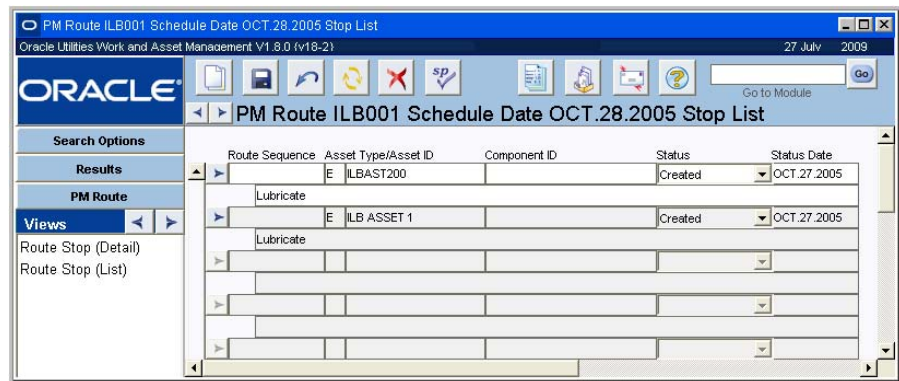 PM Route ILB001 Schedule Date OCT.28.2005 Stop List
Oracle Utilities Work and Asset Management V1.8.0 (v18-2) 27 July 2009
ORACLE
sp
Go
Go to Module
PM Route ILB001 Schedule Date OCT.28.2005 Stop List
Search Options
Results
PM Route
Views
Route Stop (Detail)
Route Stop (List)
Route Sequence Asset Type/Asset ID Component ID Status Status Date
E ILBAST200 Created OCT.27.2005
Lubricate
E ILB ASSET 1 Created OCT.27.2005
Lubricate